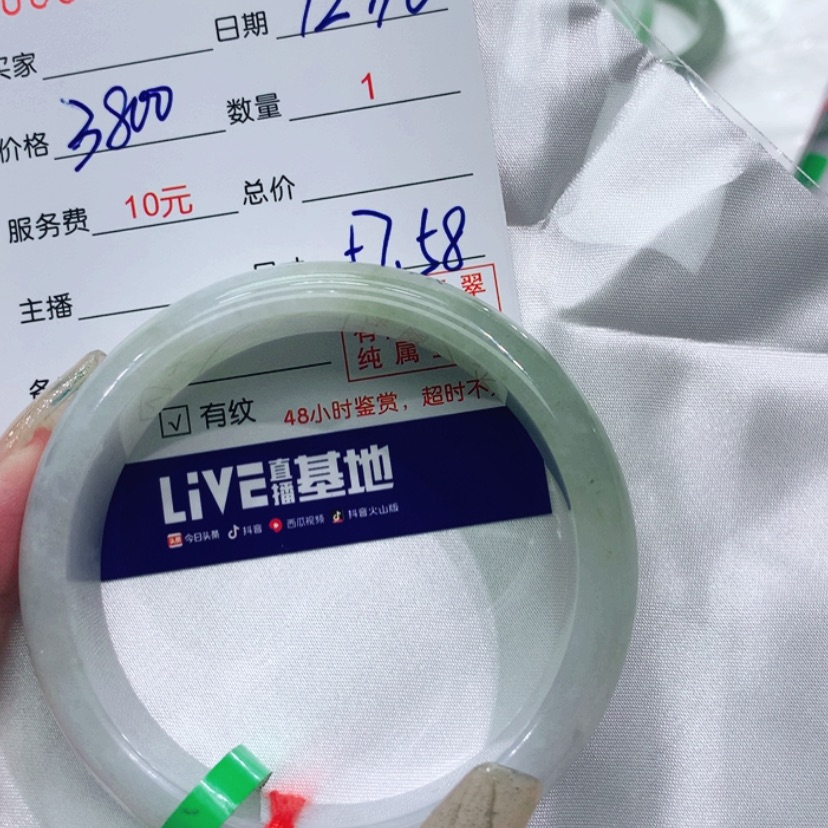 日期
买家
价格 3800 数量 1
服务费 10元 总价
58
主播
翠
纯属
√ 有纹 48小时鉴赏，超时不
LiVE直播基地
今日头条 抖音 西瓜视频 抖音火山版